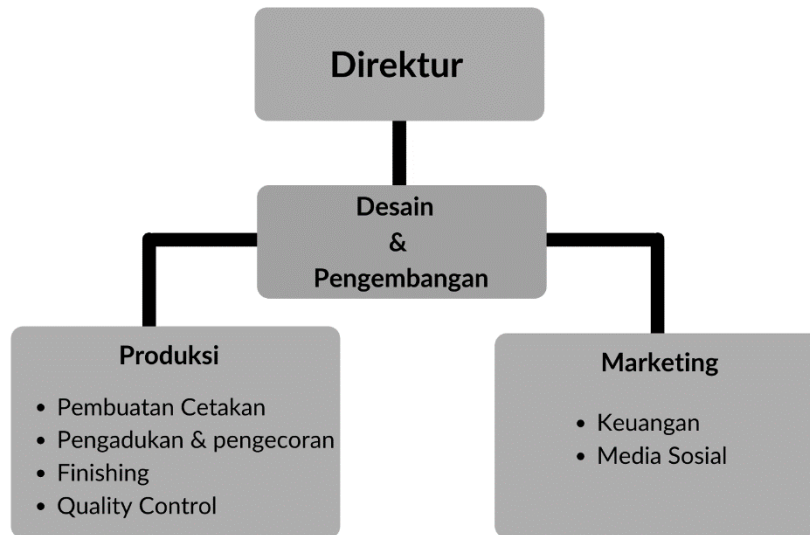 Direktur
Desain
&
Pengembangan
Produksi
• Pembuatan Cetakan
• Pengadukan & pengecoran
• Finishing
• Quality Control
Marketing
• Keuangan
• Media Sosial